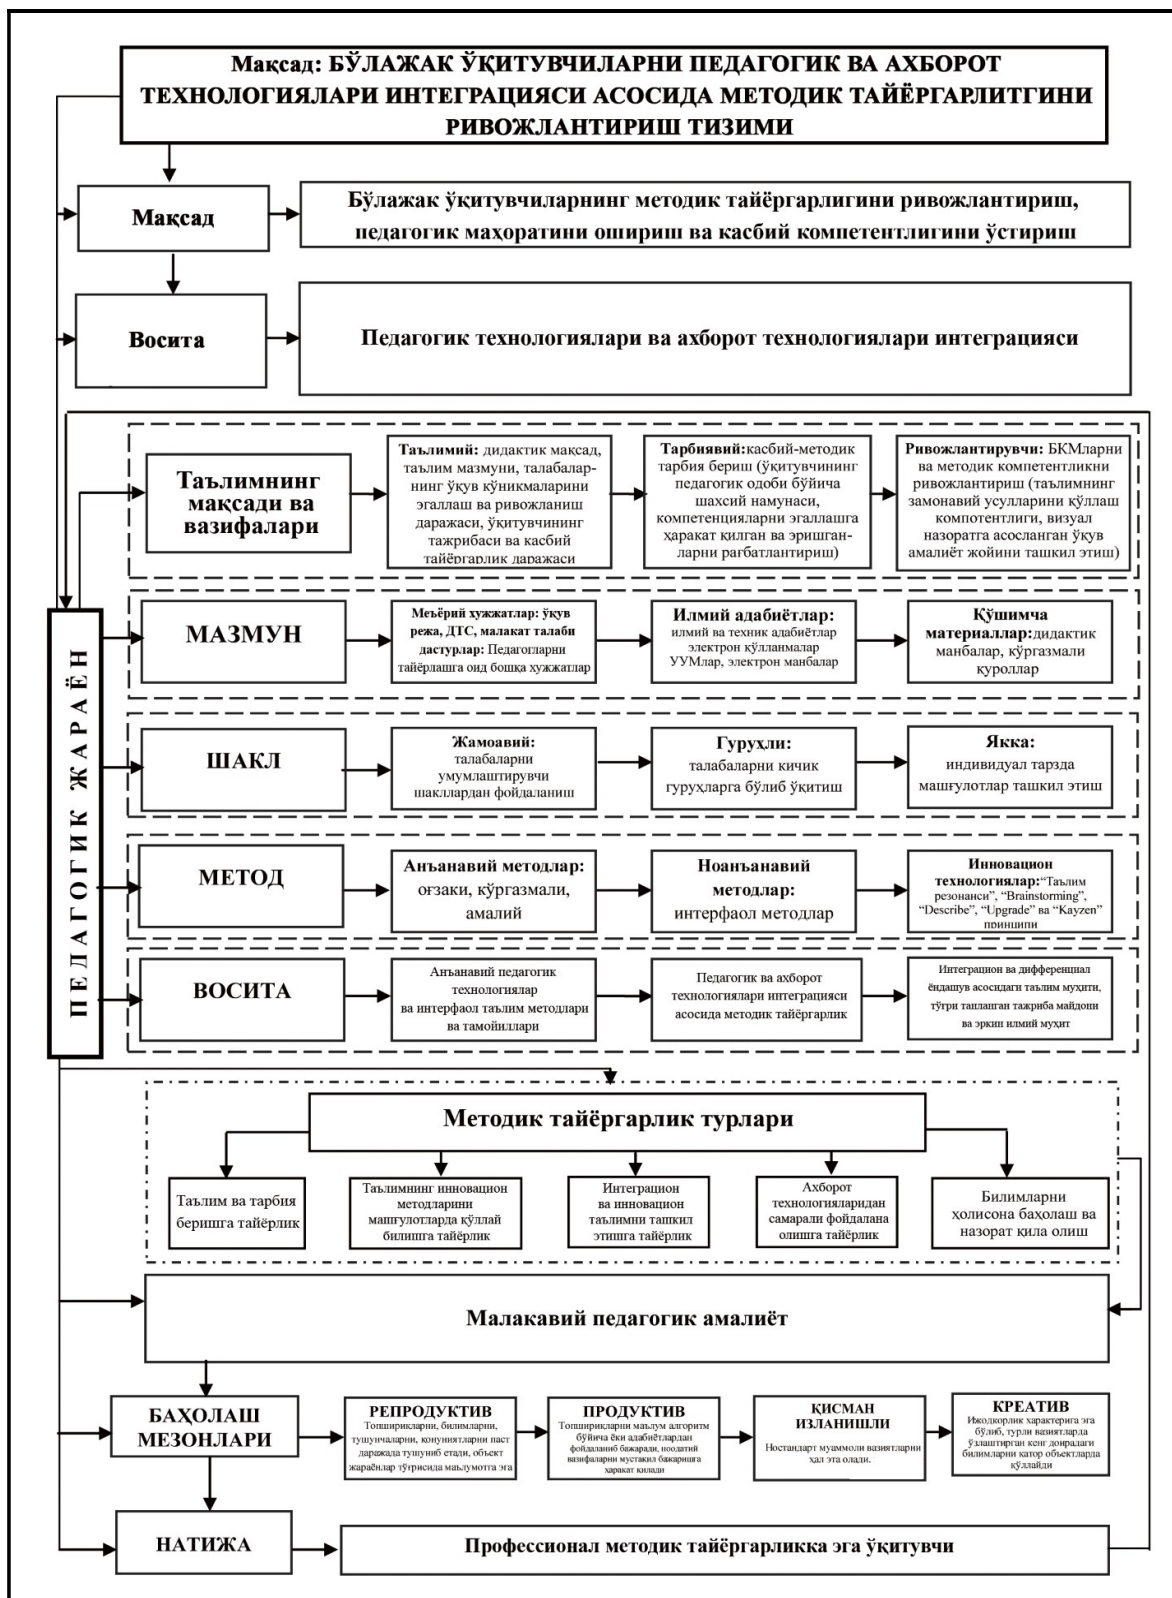 Мақсад: БЎЛАЖАК ЎҚИТУВЧИЛАРНИ ПЕДАГОГИК ВА АХБОРОТ
ТЕХНОЛОГИЯЛАРИ ИНТЕГРАЦИЯСИ АСОСИДА МЕТОДИК ТАЙЁРГАРЛИТГИНИ
РИВОЖЛАНТИРИШ ТИЗИМИ
Мақсад
Бўлажак ўқитувчиларнинг методик тайёргарлигини ривожлантириш,
педагогик маҳоратини ошириш ва касбий компетентлигини ўстириш
Восита
Педагогик технологиялари ва ахборот технологиялари интеграцияси
ПЕДАГОГИК ЖАРАЁН
Таълимнинг
мақсади ва
вазифалари
Таълимий: дидактик мақсад,
таълим мазмуни, талабалар-
нинг ўқув кўникмаларини
эгаллаш ва ривожланиш
даражаси, ўқитувчининг
тажрибаси ва касбий
тайёргарлик даражаси
Тарбиявий:касбий-методик
тарбия бериш (ўқитувчининг
педагогик одоби бўйича
шахсий намунаси,
компетенцияларни эгаллашга
ҳаракат қилган ва эришган-
ларни рағбатлантириш)
Ривожлантирувчи: БКМларни
ва методик компетентликни
ривожлантириш (таълимнинг
замонавий усулларини қўллаш
компотентлиги, визуал
назоратга асосланган ўқув
амалиёт жойини ташкил этиш)
МАЗМУН
Меъёрий хужжатлар: ўқув
режа, ДТС, малакат талаби
дастурлар: Педагогларни
тайёрлашга оид бошқа хужжатлар
Илмий адабиётлар:
илмий ва техник адабиётлар
электрон кўлланмалар
УУМлар, электрон манбалар
Қўшимча
материаллар:дидактик
манбалар, кўргазмали
қуроллар
ШАКЛ
Жамоавий:
талабаларни
умумлаштирувчи
шакллардан фойдаланиш
Гуруҳли:
талабаларни кичик
гуруҳларга бўлиб ўқитиш
Якка:
индивидуал тарзда
машғулотлар ташкил этиш
МЕТОД
Анъанавий методлар:
оғзаки, кўргазмали,
амалий
Ноанъанавий
методлар:
интерфаол методлар
Инновацион
технологиялар:“Таълим
резонанси”, “Brainstorming”,
“Describe”, “Upgrade” ва “Kayzen”
принципи
ВОСИТА
Анъанавий педагогик
технологиялар
ва интерфаол таълим методлари
ва тамойиллари
Педагогик ва ахборот
технологиялари интеграцияси
асосида методик тайёргарлик
Интеграцион ва дифференциал
ёндашув асосидаги таълим муҳити,
тўғри танланган тажриба майдони
ва эркин илмий муҳит
Методик тайёргарлик турлари
Таълим ва тарбия
беришга тайёрлик
Таълимнинг инновацион
методларини
машғулотларда қўллай
билишга тайёрлик
Интеграцион
ва инновацион
таълимни ташкил
этишга тайёрлик
Ахборот
технологияларидан
самарали фойдалана
олишга тайёрлик
Билимларни
ҳолисона баҳолаш ва
назорат қила олиш
Малакавий педагогик амалиёт
БАҲОЛАШ
МЕЗОНЛАРИ
РЕПРОДУКТИВ
Топшириқларни, билимларни,
тушунчаларни, қонуниятларни паст
даражада тушуниб етади, объект
жараёнлар тўғрисида маълумотга эга
ПРОДУКТИВ
Топшириқларни маълум алгоритм
бўйича ёки адабиётлардан
фойдаланиб бажаради, ноодатий
вазифаларни мустақил бажаришга
ҳаракат қилади
ҚИСМАН
ИЗЛАНИШЛИ
Ностандарт муаммоли вазиятларни
ҳал эта олади.
КРЕАТИВ
Ижодкорлик характерига эга
бўлиб, турли вазиятларда
ўзлаштирган кенг доирадаги
билимларни қатор объектларда
қўллайди
НАТИЖА
Профессионал методик тайёргарликка эга ўқитувчи